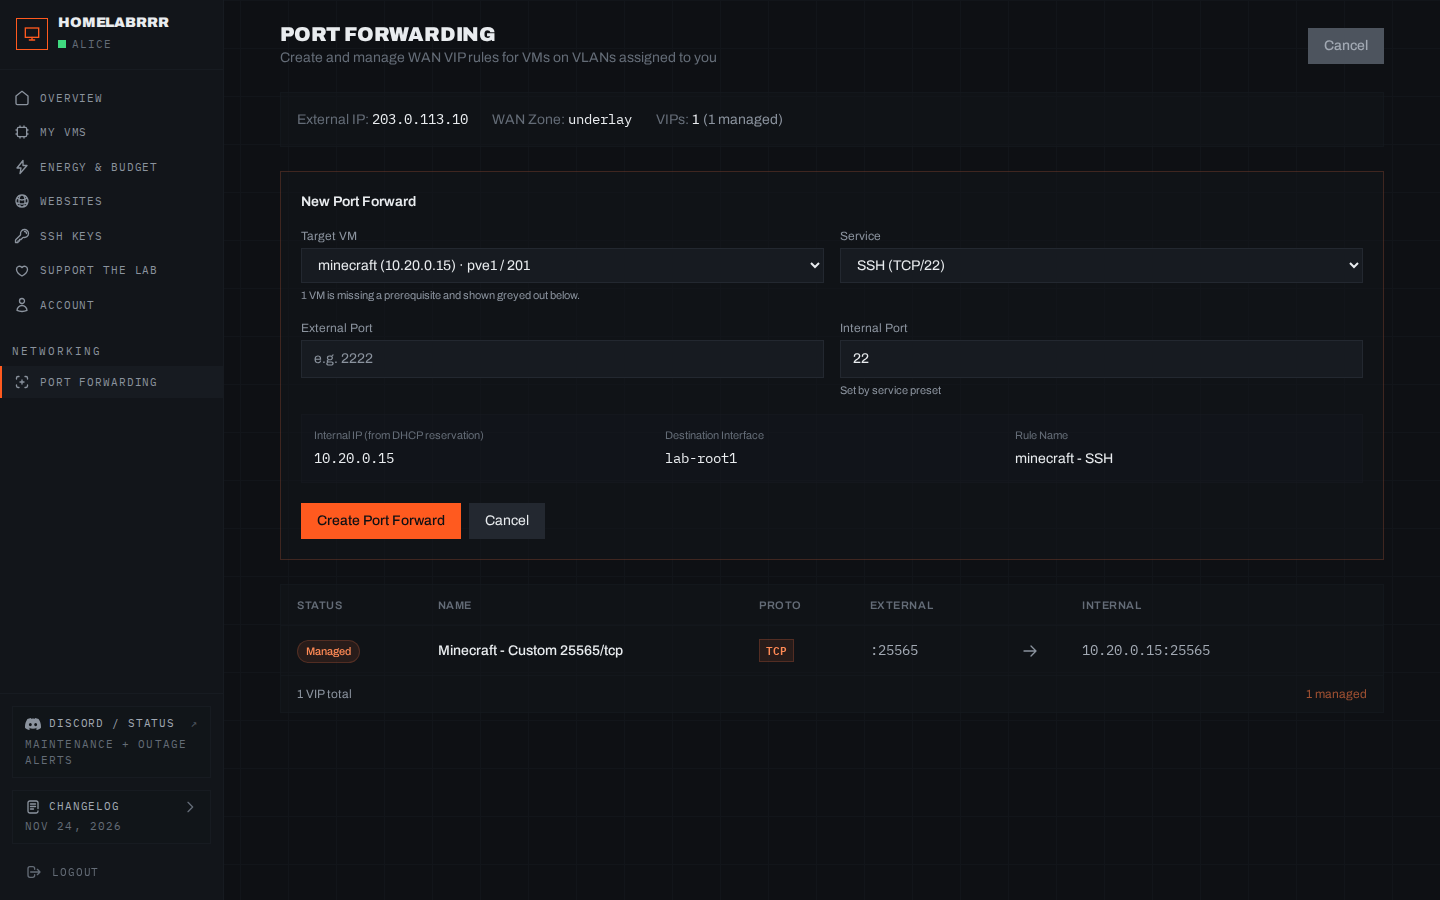 HOMELABRRR
ALICE
OVERVIEW
MY VMS
ENERGY & BUDGET
WEBSITES
SSH KEYS
SUPPORT THE LAB
ACCOUNT
NETWORKING
PORT FORWARDING
DISCORD / STATUS ↗
MAINTENANCE + OUTAGE
ALERTS
CHANGELOG
NOV 24, 2026
LOGOUT
PORT FORWARDING
Create and manage WAN VIP rules for VMs on VLANs assigned to you
Cancel
External IP: 203.0.113.10 WAN Zone: underlay VIPs: 1 (1 managed)
New Port Forward
Target VM
minecraft (10.20.0.15) · pve1 / 201
1 VM is missing a prerequisite and shown greyed out below.
Service
SSH (TCP/22)
External Port
e.g. 2222
Internal Port
22
Set by service preset
Internal IP (from DHCP reservation)
10.20.0.15
Destination Interface
lab-root1
Rule Name
minecraft - SSH
Create Port Forward
Cancel
STATUS NAME PROTO EXTERNAL INTERNAL
Managed Minecraft - Custom 25565/tcp TCP :25565 → 10.20.0.15:25565
1 VIP total 1 managed